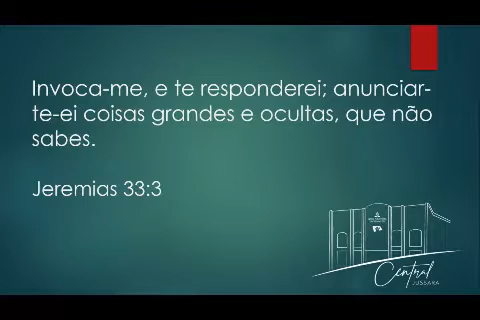 Invoca-me, e te responderei; anunciar-
te-ei coisas grandes e ocultas, que não
sabes.
Jeremias 33:3
Central
JUSSARA